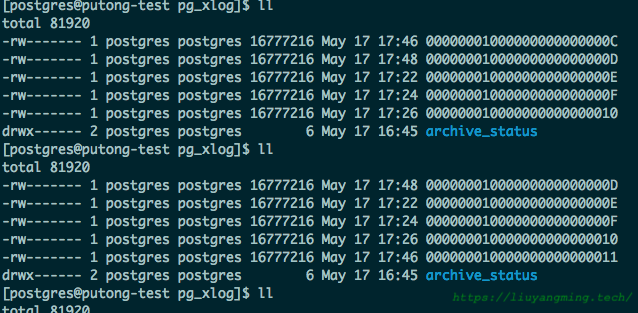 [postgres@putong-test pg_xlog]$ ll
total 81920
-rw------- 1 postgres postgres 16777216 May 17 17:46 00000001000000000000000C
-rw------- 1 postgres postgres 16777216 May 17 17:48 00000001000000000000000D
-rw------- 1 postgres postgres 16777216 May 17 17:22 00000001000000000000000E
-rw------- 1 postgres postgres 16777216 May 17 17:24 00000001000000000000000F
-rw------- 1 postgres postgres 16777216 May 17 17:26 000000010000000000000010
drwx------ 2 postgres postgres        6 May 17 16:45 archive_status
[postgres@putong-test pg_xlog]$ ll
total 81920
-rw------- 1 postgres postgres 16777216 May 17 17:48 00000001000000000000000D
-rw------- 1 postgres postgres 16777216 May 17 17:22 00000001000000000000000E
-rw------- 1 postgres postgres 16777216 May 17 17:24 00000001000000000000000F
-rw------- 1 postgres postgres 16777216 May 17 17:26 000000010000000000000010
-rw------- 1 postgres postgres 16777216 May 17 17:46 000000010000000000000011
drwx------ 2 postgres postgres        6 May 17 16:45 archive_status
[postgres@putong-test pg_xlog]$ ll
https://liuyangming.tech/
total 81920